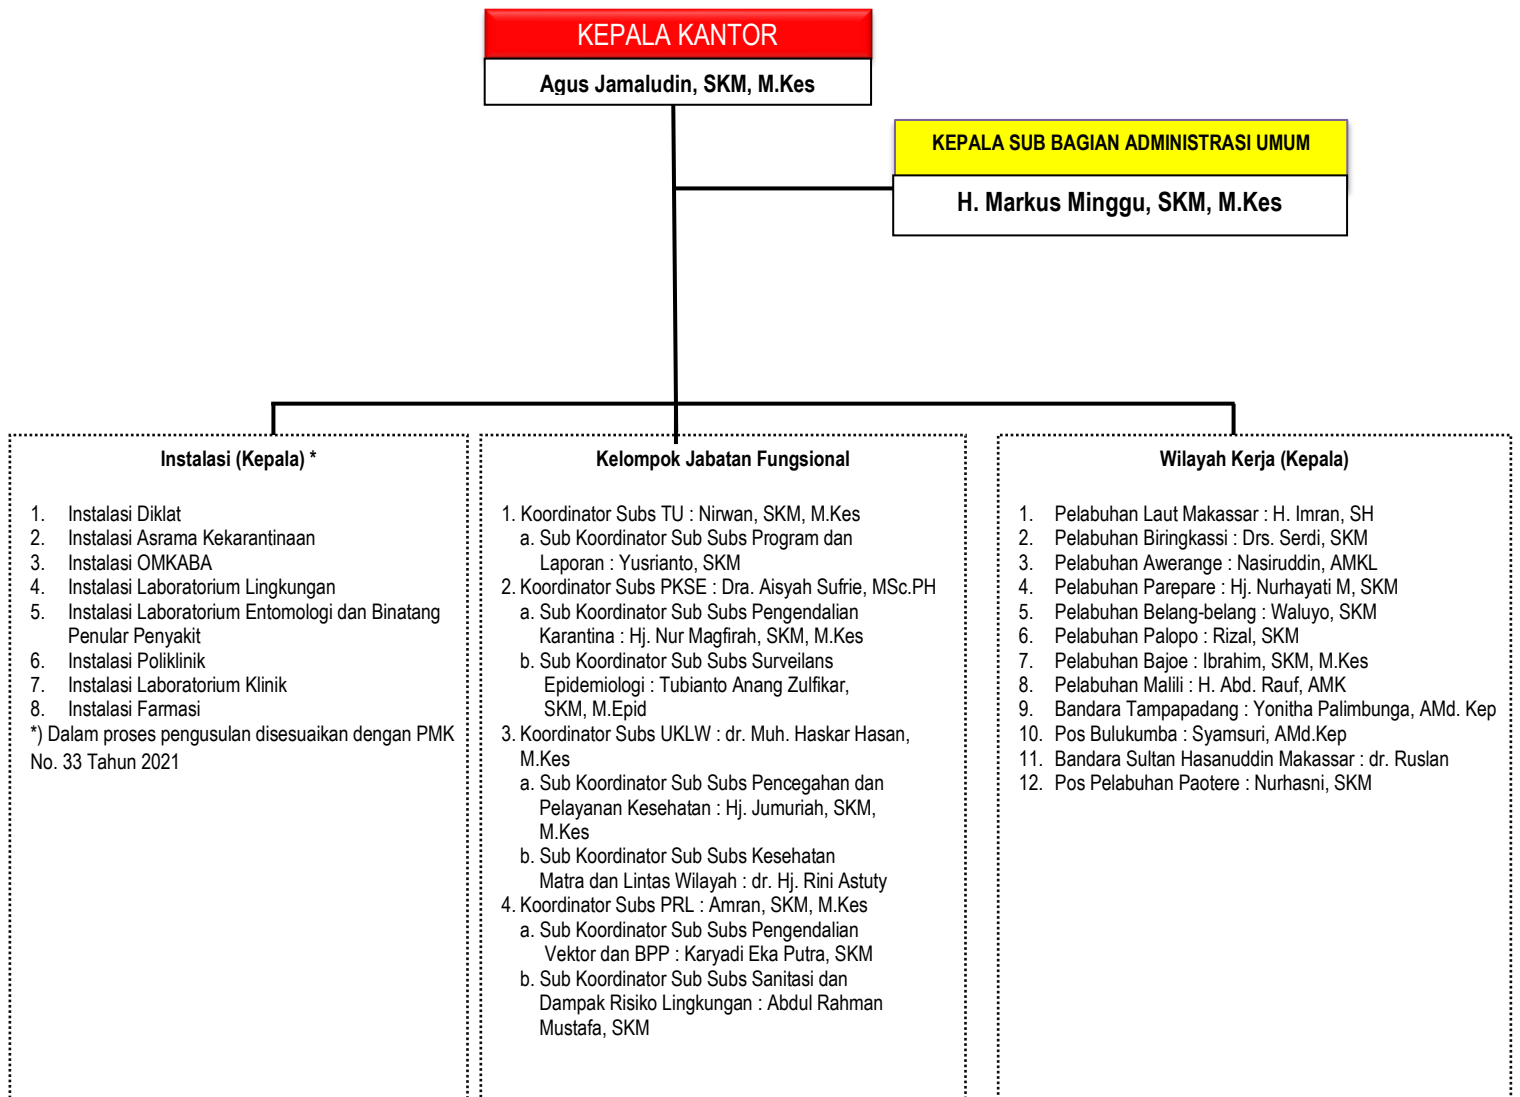 KEPALA KANTOR
Agus Jamaludin, SKM, M.Kes
KEPALA SUB BAGIAN ADMINISTRASI UMUM
H. Markus Minggu, SKM, M.Kes
Instalasi (Kepala) *
1. Instalasi Diklat
2. Instalasi Asrama Kekarantinaan
3. Instalasi OMKABA
4. Instalasi Laboratorium Lingkungan
5. Instalasi Laboratorium Entomologi dan Binatang
Penular Penyakit
6. Instalasi Poliklinik
7. Instalasi Laboratorium Klinik
8. Instalasi Farmasi
*) Dalam proses pengusulan disesuaikan dengan PMK
No. 33 Tahun 2021
Kelompok Jabatan Fungsional
1. Koordinator Subs TU : Nirwan, SKM, M.Kes
a. Sub Koordinator Sub Subs Program dan
Laporan : Yusrianto, SKM
2. Koordinator Subs PKSE : Dra. Aisyah Sufrie, MSc.PH
a. Sub Koordinator Sub Subs Pengendalian
Karantina : Hj. Nur Magfirah, SKM, M.Kes
b. Sub Koordinator Sub Subs Surveilans
Epidemiologi : Tubianto Anang Zulfikar,
SKM, M.Epid
3. Koordinator Subs UKLW : dr. Muh. Haskar Hasan,
M.Kes
a. Sub Koordinator Sub Subs Pencegahan dan
Pelayanan Kesehatan : Hj. Jumuriah, SKM,
M.Kes
b. Sub Koordinator Sub Subs Kesehatan
Matra dan Lintas Wilayah : dr. Hj. Rini Astuty
4. Koordinator Subs PRL : Amran, SKM, M.Kes
a. Sub Koordinator Sub Subs Pengendalian
Vektor dan BPP : Karyadi Eka Putra, SKM
b. Sub Koordinator Sub Subs Sanitasi dan
Dampak Risiko Lingkungan : Abdul Rahman
Mustafa, SKM
Wilayah Kerja (Kepala)
1. Pelabuhan Laut Makassar : H. Imran, SH
2. Pelabuhan Biringkassi : Drs. Serdi, SKM
3. Pelabuhan Awerange : Nasiruddin, AMKL
4. Pelabuhan Parepare : Hj. Nurhayati M, SKM
5. Pelabuhan Belang-belang : Waluyo, SKM
6. Pelabuhan Palopo : Rizal, SKM
7. Pelabuhan Bajoe : Ibrahim, SKM, M.Kes
8. Pelabuhan Malili : H. Abd. Rauf, AMK
9. Bandara Tampapadang : Yonitha Palimbunga, AMd. Kep
10. Pos Bulukumba : Syamsuri, AMd.Kep
11. Bandara Sultan Hasanuddin Makassar : dr. Ruslan
12. Pos Pelabuhan Paotere : Nurhasni, SKM